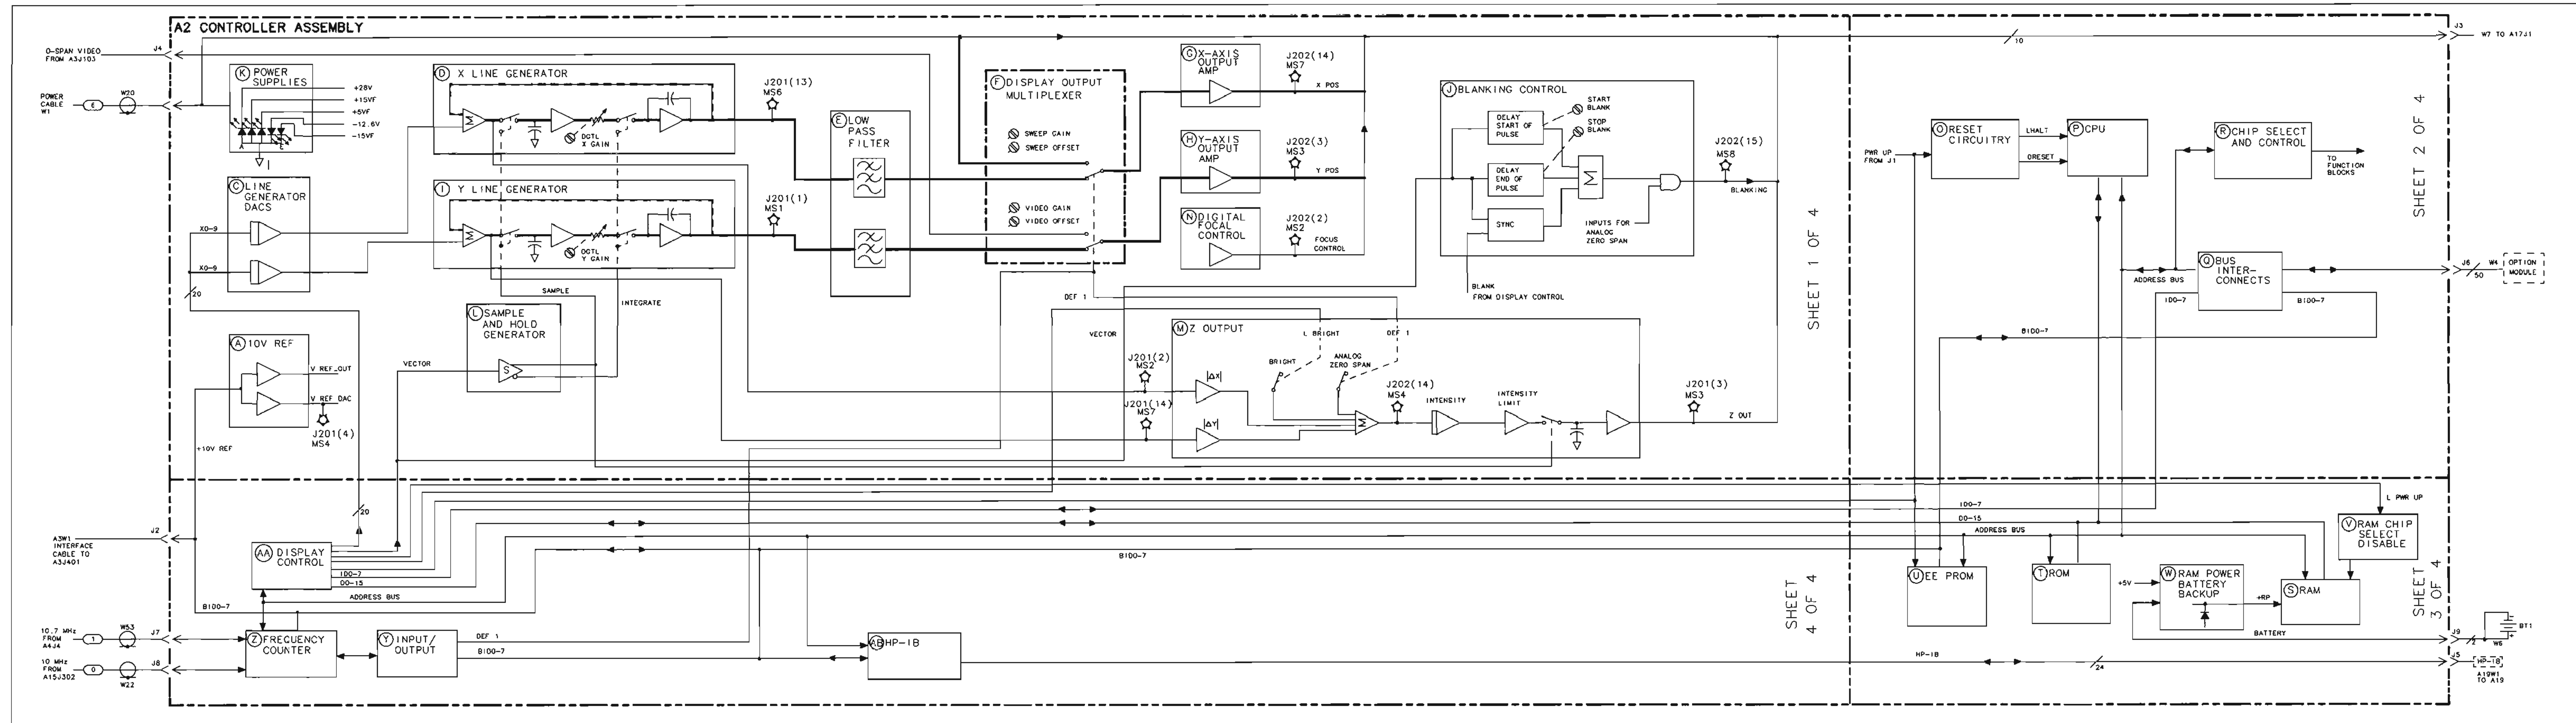 A2 CONTROLLER ASSEMBLY
0-SPAN VIDEO
FROM A3J103
J4
POWER
CABLE
W1
6
W20
K POWER
SUPPLIES
+28V
+15VF
+5VF
-12.6V
-15VF
A
C LINE
GENERATOR
DACS
X0-9
X0-9
20
A 10V REF
V REF_OUT
V REF DAC
J201(4)
MS4
+10V REF
D X LINE GENERATOR
Σ
DGTL
X GAIN
I Y LINE GENERATOR
Σ
DGTL
Y GAIN
J201(13)
MS6
J201(1)
MS1
SAMPLE
INTEGRATE
L SAMPLE
AND HOLD
GENERATOR
S
VECTOR
E LOW
PASS
FILTER
F DISPLAY OUTPUT
MULTIPLEXER
SWEEP GAIN
SWEEP OFFSET
VIDEO GAIN
VIDEO OFFSET
G X-AXIS
OUTPUT
AMP
J202(14)
MS7
X POS
H Y-AXIS
OUTPUT
AMP
J202(3)
MS3
Y POS
N DIGITAL
FOCAL
CONTROL
J202(2)
MS2
FOCUS
CONTROL
J BLANKING CONTROL
DELAY
START OF
PULSE
START
BLANK
STOP
BLANK
DELAY
END OF
PULSE
SYNC
Σ
INPUTS FOR
ANALOG
ZERO SPAN
BLANK
FROM DISPLAY CONTROL
J202(15)
MS8
BLANKING
DEF 1
VECTOR
M Z OUTPUT
L BRIGHT
DEF 1
BRIGHT
ANALOG
ZERO SPAN
J201(2)
MS2
|ΔX|
J201(14)
MS7
|ΔY|
Σ
J202(14)
MS4
INTENSITY
INTENSITY
LIMIT
J201(3)
MS3
Z OUT
SHEET 1 OF 4
10
J3
W7 TO A17J1
PWR UP
FROM J1
O RESET
CIRCUITRY
LHALT
ORESET
P CPU
R CHIP SELECT
AND CONTROL
TO
FUNCTION
BLOCKS
SHEET 2 OF 4
Q BUS
INTER-
CONNECTS
ADDRESS BUS
ID0-7
BID0-7
BID0-7
J6
50
W4
OPTION
MODULE
A3W1
INTERFACE
CABLE TO
A3J401
J2
20
AA DISPLAY
CONTROL
ID0-7
D0-15
ADDRESS BUS
BID0-7
10.7 MHz
FROM
A4J4
1
W53
J7
10 MHz
FROM
A15J302
0
W22
J8
Z FREQUENCY
COUNTER
Y INPUT/
OUTPUT
DEF 1
BID0-7
AB HP-IB
BID0-7
ID0-7
D0-15
ADDRESS BUS
SHEET
4 OF 4
U EE PROM
T ROM
L PWR UP
V RAM CHIP
SELECT
DISABLE
+5V
W RAM POWER
BATTERY
BACKUP
+RP
S RAM
BATTERY
SHEET
3 OF 4
J9
2
W6
BT1
HP-IB
24
J5
HP-IB
A19W1
TO A19